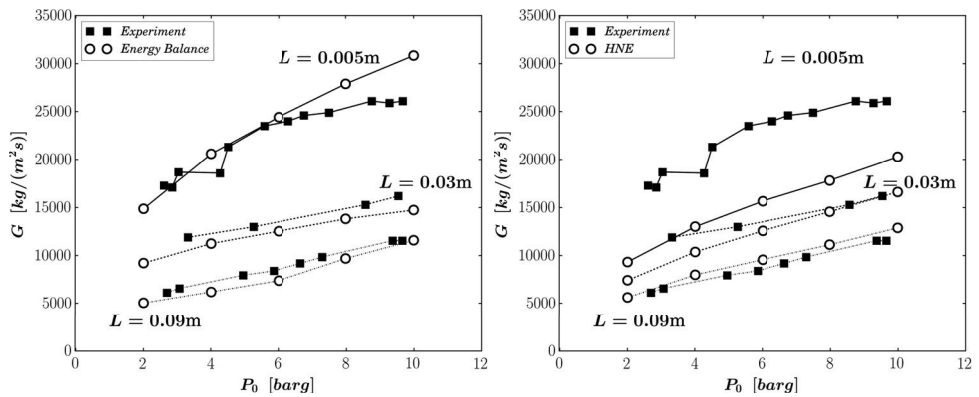 35000
30000
25000
20000
15000
10000
5000
0
G [kg/(m²s)]
Experiment
Energy Balance
L = 0.005m
L = 0.03m
L = 0.09m
0 2 4 6 8 10 12
P₀ [barg]
35000
30000
25000
20000
15000
10000
5000
0
G [kg/(m²s)]
Experiment
HNE
L = 0.005m
L = 0.03m
L = 0.09m
0 2 4 6 8 10 12
P₀ [barg]